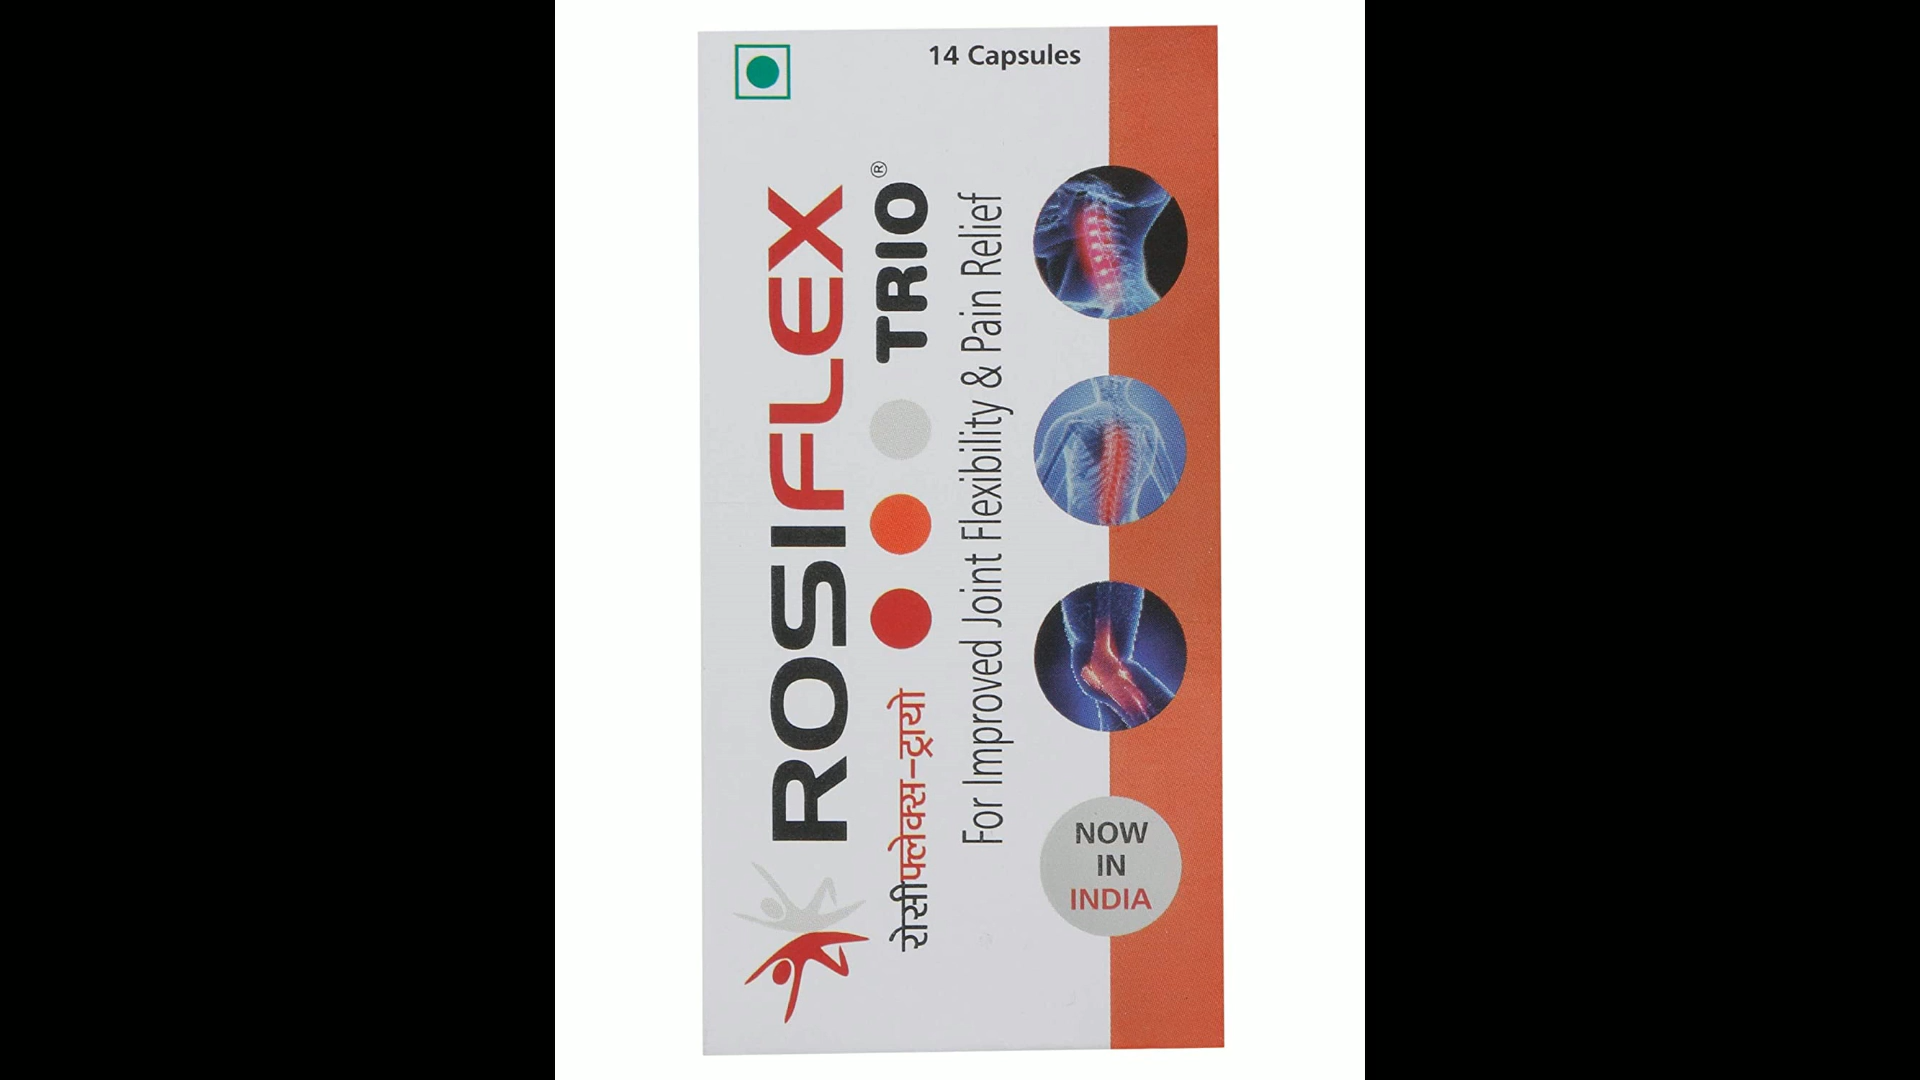 14 Capsules
ROSIFLEX
रोसीफ्लेक्स-ट्रायो TRIO®
For Improved Joint Flexibility & Pain Relief
NOW
IN
INDIA